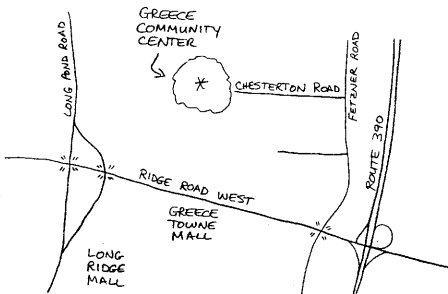 GREECE
COMMUNITY
CENTER
LONG POND ROAD
CHESTERTON ROAD
FETZNER ROAD
ROUTE 390
RIDGE ROAD WEST
GREECE
TOWNE
MALL
LONG
RIDGE
MALL